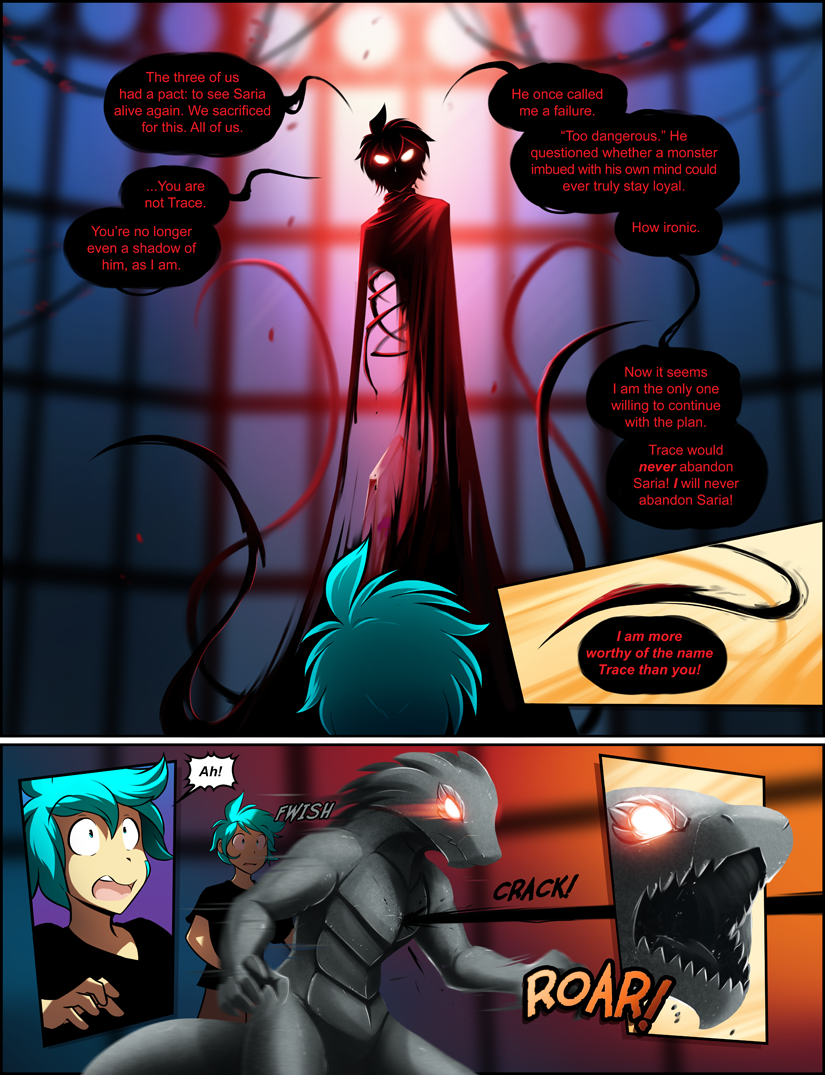 The three of us
had a pact: to see Saria
alive again. We sacrificed
for this. All of us.
...You are
not Trace.
You're no longer
even a shadow of
him, as I am.
He once called
me a failure.
“Too dangerous.” He
questioned whether a monster
imbued with his own mind could
ever truly stay loyal.
How ironic.
Now it seems
I am the only one
willing to continue
with the plan.
Trace would
never abandon
Saria! I will never
abandon Saria!
I am more
worthy of the name
Trace than you!
Ah!
FWISH
CRACK!
ROAR!